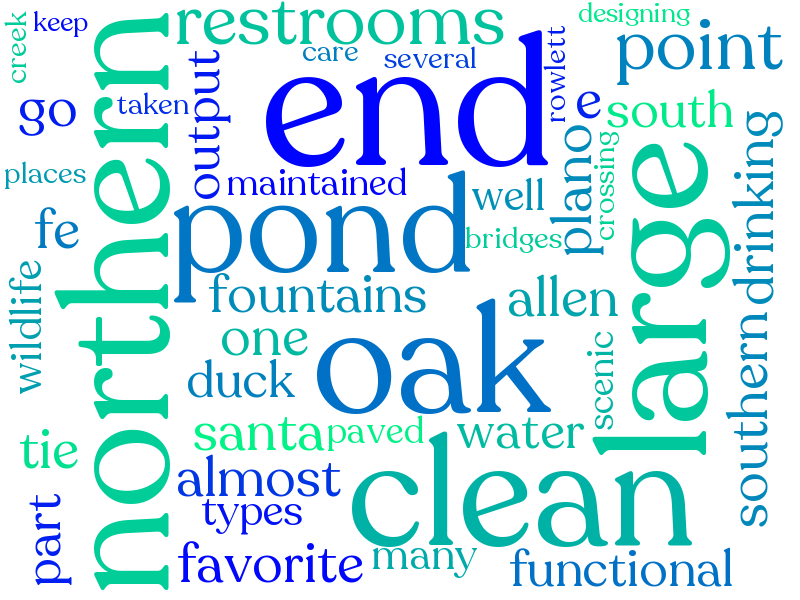 designing
keep
restrooms
creek
care
several
rowlett
point
northern
end
output
go
taken
e
south
places
maintained
well
plano
crossing
drinking
fe
pond
bridges
large
wildlife
fountains
allen
one
oak
scenic
southern
duck
santa
paved
water
tie
almost
clean
types
part
favorite
many
functional